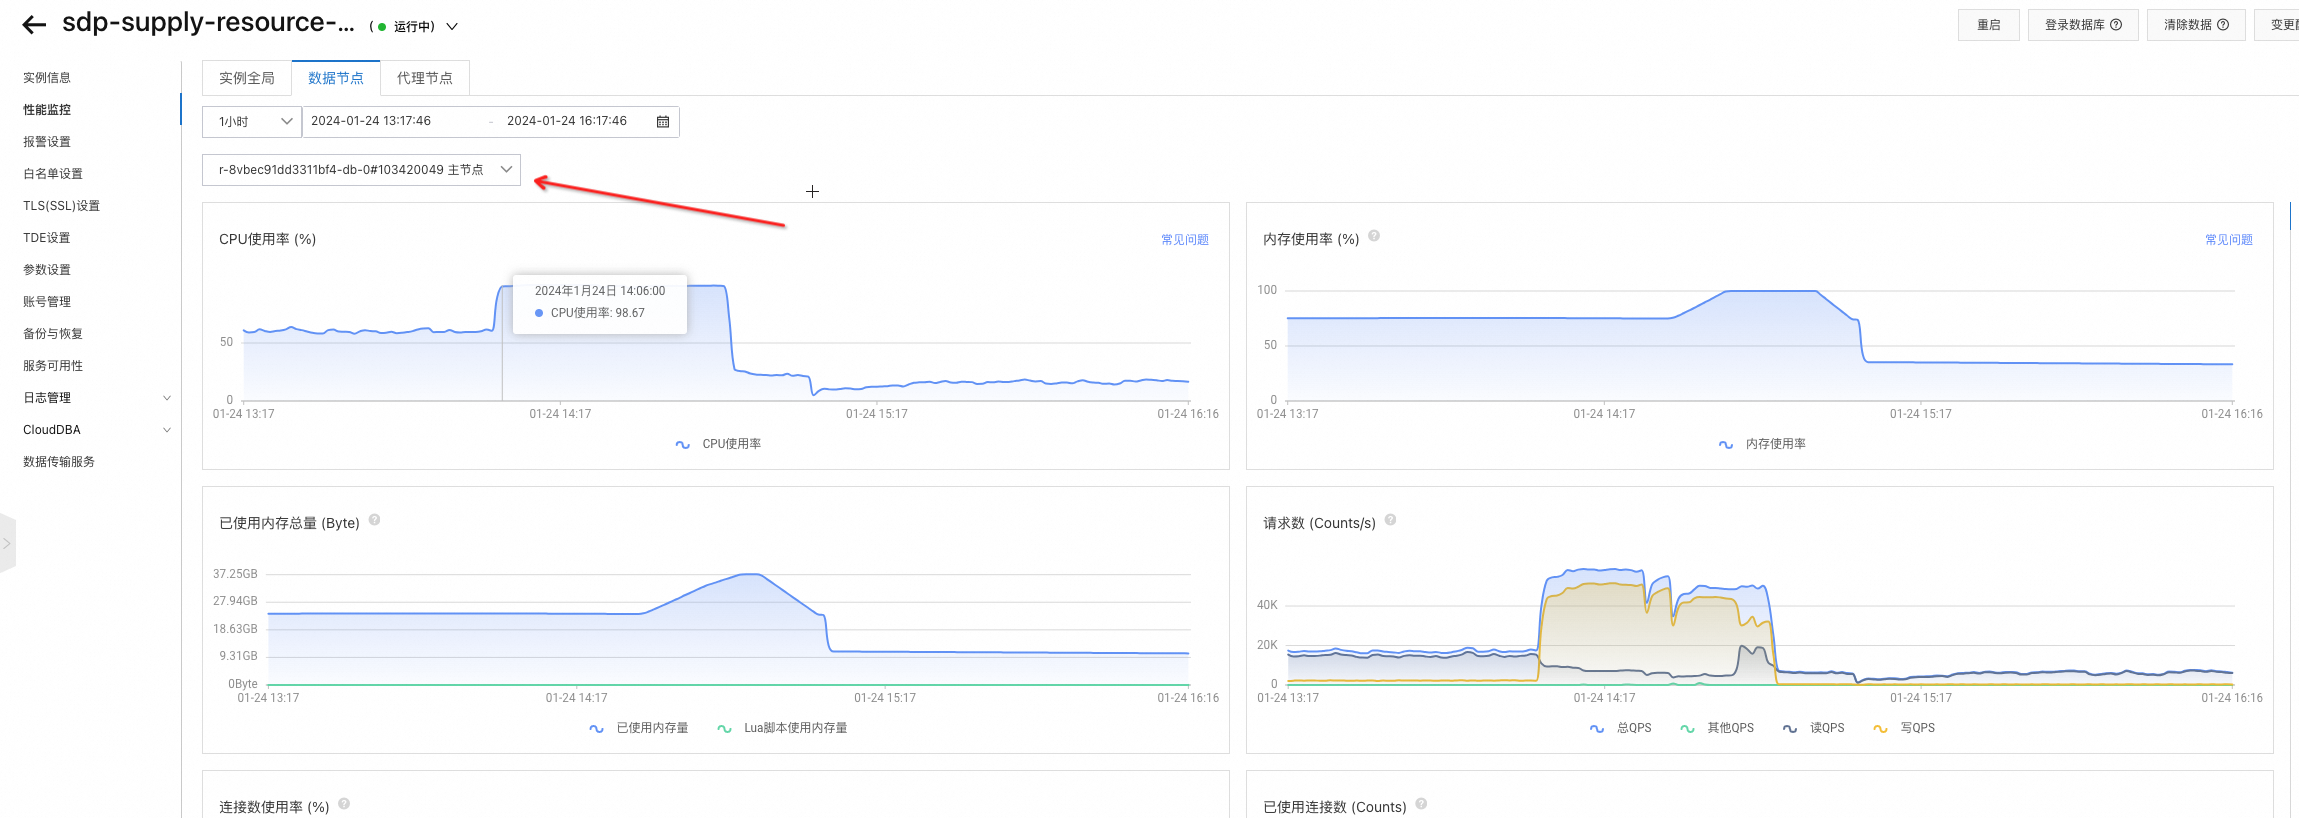 sdp-supply-resource-... ( 运行中)
重启 登录数据库 清除数据
实例信息
性能监控
报警设置
白名单设置
TLS(SSL)设置
TDE设置
参数设置
账号管理
备份与恢复
服务可用性
日志管理
CloudDBA
数据传输服务
实例全局 数据节点 代理节点
1小时 2024-01-24 13:17:46 - 2024-01-24 16:17:46
r-8vbec91dd3311bf4-db-0#103420049 主节点
CPU使用率 (%) 常见问题
2024年1月24日 14:06:00
CPU使用率: 98.67
50
0
01-24 13:17 01-24 14:17 01-24 15:17 01-24 16:16
CPU使用率
内存使用率 (%) 常见问题
100
50
0
01-24 13:17 01-24 14:17 01-24 15:17 01-24 16:16
内存使用率
已使用内存总量 (Byte)
37.25GB
27.94GB
18.63GB
9.31GB
0Byte
01-24 13:17 01-24 14:17 01-24 15:17 01-24 16:16
已使用内存量 Lua脚本使用内存量
请求数 (Counts/s)
40K
20K
0
01-24 13:17 01-24 14:17 01-24 15:17 01-24 16:16
总QPS 其他QPS 读QPS 写QPS
连接数使用率 (%)
已使用连接数 (Counts)